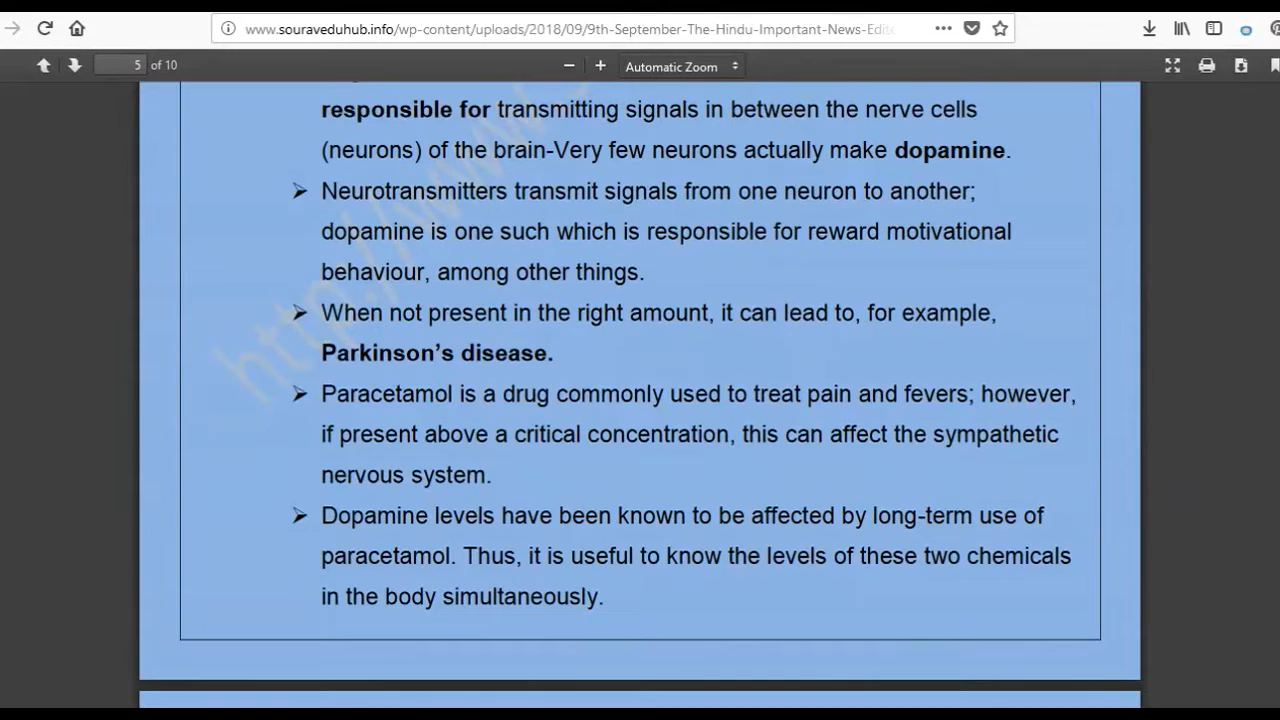 www.souraveduhub.info/wp-content/uploads/2018/09/9th-September-The-Hindu-Important-News-Edit
5 of 10
Automatic Zoom
responsible for transmitting signals in between the nerve cells
(neurons) of the brain-Very few neurons actually make dopamine.
➢ Neurotransmitters transmit signals from one neuron to another;
dopamine is one such which is responsible for reward motivational
behaviour, among other things.
➢ When not present in the right amount, it can lead to, for example,
Parkinson’s disease.
➢ Paracetamol is a drug commonly used to treat pain and fevers; however,
if present above a critical concentration, this can affect the sympathetic
nervous system.
➢ Dopamine levels have been known to be affected by long-term use of
paracetamol. Thus, it is useful to know the levels of these two chemicals
in the body simultaneously.
http://www.